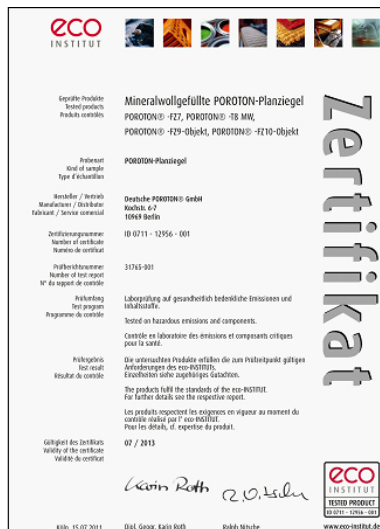 eco
INSTITUT
Zertifikat
Geprüfte Produkte
Tested products
Produits contrôlés
Mineralwollgefüllte POROTON-Planziegel
POROTON® -FZ7, POROTON® -T8 MW,
POROTON® -FZ9-Objekt, POROTON® -FZ10-Objekt
Probenart
Kind of sample
Type d'échantillon
POROTON-Planziegel
Hersteller / Vertrieb
Manufacturer / Distributor
Fabricant / Service comercial
Deutsche POROTON® GmbH
Kochstr. 6-7
10969 Berlin
Zertifizierungsnummer
Number of certificate
Numéro de certificat
ID 0711 - 12956 - 001
Prüfberichtsnummer
Number of test report
N° du rapport de contrôle
31765-001
Prüfumfang
Test program
Programme du contrôle
Laborprüfung auf gesundheitlich bedenkliche Emissionen und
Inhaltsstoffe.
Tested on hazardous emissions and components.
Contrôle en laboratoire des émissions et composants critiques
pour la santé.
Prüfergebnis
Test result
Résultat du contrôle
Die untersuchten Produkte erfüllen die zum Prüfzeitpunkt gültigen
Anforderungen des eco-INSTITUTs.
Einzelheiten siehe zugehöriges Gutachten.
The products fulfil the standards of the eco-INSTITUT.
For further details see the respective report.
Les produits respectent les exigences en vigueur au moment du
contrôle réalisé par l' eco-INSTITUT.
Pour les détails, cf. expertise du produit.
Gültigkeit des Zertifikats
Validity of the certificate
Validité du certificat
07 / 2013
Karin Roth
eco
INSTITUT
TESTED PRODUCT
ID 0711 - 12956 - 001
Köln, 15.07.2011
Dipl. Geogr. Karin Roth
Ralph Nitsche
www.eco-institut.de